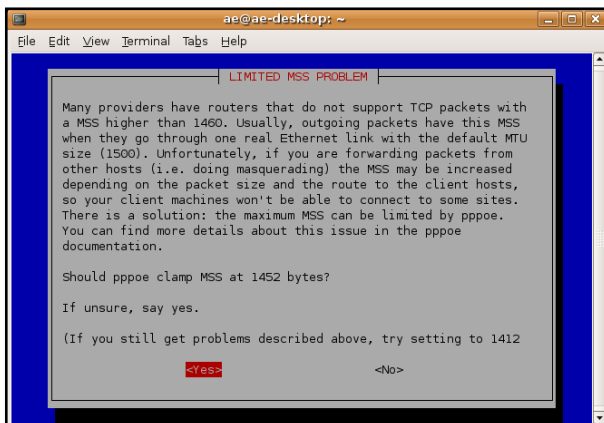 ae@ae-desktop: ~
File Edit View Terminal Tabs Help
LIMITED MSS PROBLEM
Many providers have routers that do not support TCP packets with
a MSS higher than 1460. Usually, outgoing packets have this MSS
when they go through one real Ethernet link with the default MTU
size (1500). Unfortunately, if you are forwarding packets from
other hosts (i.e. doing masquerading) the MSS may be increased
depending on the packet size and the route to the client hosts,
so your client machines won't be able to connect to some sites.
There is a solution: the maximum MSS can be limited by pppoe.
You can find more details about this issue in the pppoe
documentation.
Should pppoe clamp MSS at 1452 bytes?
If unsure, say yes.
(If you still get problems described above, try setting to 1412
<Yes> <No>